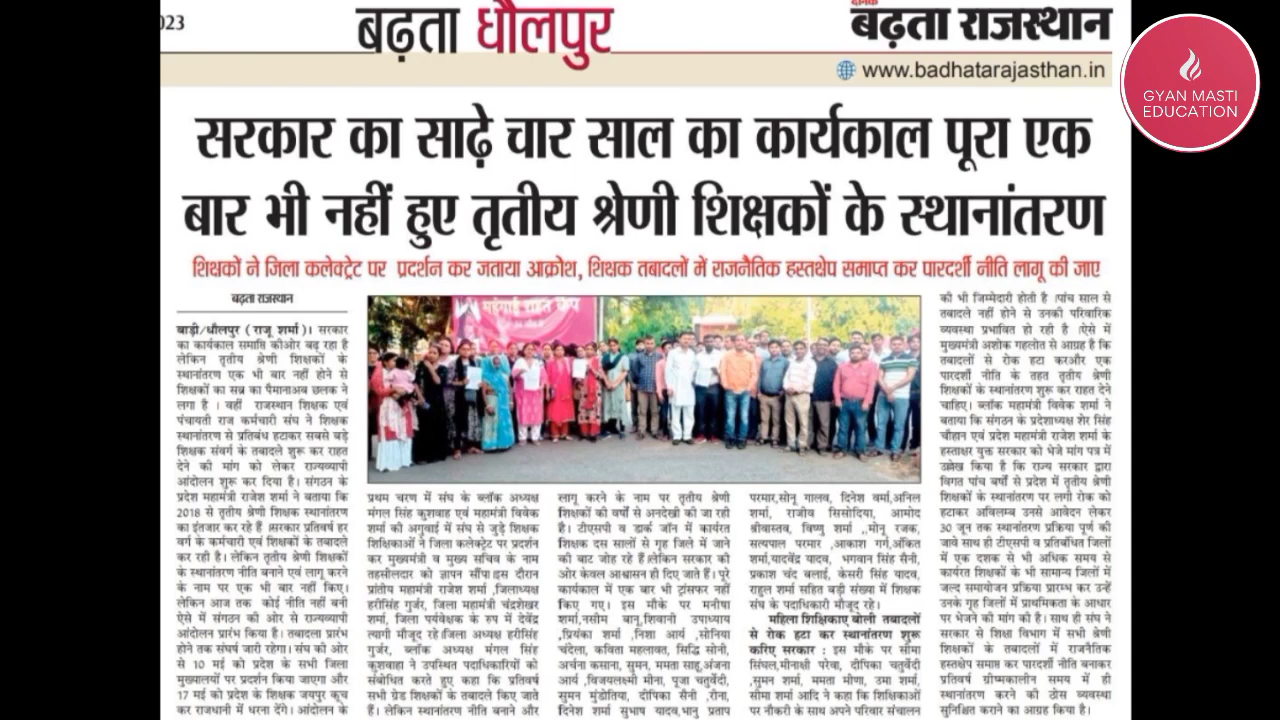 023
बढ़ता धौलपुर
दैनिक
बढ़ता राजस्थान
www.badhatarajasthan.in
GYAN MASTI
EDUCATION
सरकार का साढ़े चार साल का कार्यकाल पूरा एक
बार भी नहीं हुए तृतीय श्रेणी शिक्षकों के स्थानांतरण
शिक्षकों ने जिला कलेक्ट्रेट पर प्रदर्शन कर जताया आक्रोश, शिक्षक तबादलों में राजनैतिक हस्तक्षेप समाप्त कर पारदर्शी नीति लागू की जाए
बढ़ता राजस्थान
बाड़ी/धौलपुर (राजू शर्मा)। सरकार
का कार्यकाल समाप्ति कीओर बढ़ रहा है
लेकिन तृतीय श्रेणी शिक्षकों के
स्थानांतरण एक भी बार नहीं होने से
शिक्षकों का सब्र का पैमानाअब छलक ने
लगा है । वहीं राजस्थान शिक्षक एवं
पंचायती राज कर्मचारी संघ ने शिक्षक
स्थानांतरण से प्रतिबंध हटाकर सबसे बड़े
शिक्षक संवर्ग के तबादले शुरू कर राहत
देने की मांग को लेकर राज्यव्यापी
आंदोलन शुरू कर दिया है। संगठन के
प्रदेश महामंत्री राजेश शर्मा ने बताया कि
2018 से तृतीय श्रेणी शिक्षक स्थानांतरण
का इंतजार कर रहे हैं ।सरकार प्रतिवर्ष हर
वर्ग के कर्मचारी एवं शिक्षकों के तबादले
कर रही है। लेकिन तृतीय श्रेणी शिक्षकों
के स्थानांतरण नीति बनाने एवं लागू करने
के नाम पर एक भी बार नहीं किए।
लेकिन आज तक कोई नीति नहीं बनी
ऐसे में संगठन की ओर से राज्यव्यापी
आंदोलन प्रारंभ किया है। तबादला प्रारंभ
होने तक संघर्ष जारी रहेगा। संघ की ओर
से 10 मई को प्रदेश के सभी जिला
मुख्यालयों पर प्रदर्शन किया जाएगा और
17 मई को प्रदेश के शिक्षक जयपुर कूच
कर राजधानी में धरना देंगे। आंदोलन के
महंगाई राहत कैंप
प्रथम चरण में संघ के ब्लॉक अध्यक्ष
मंगल सिंह कुशवाह एवं महामंत्री विवेक
शर्मा की अगुवाई में संघ से जुड़े शिक्षक
शिक्षिकाओं ने जिला कलेक्ट्रेट पर प्रदर्शन
कर मुख्यमंत्री व मुख्य सचिव के नाम
तहसीलदार को ज्ञापन सौंपा।इस दौरान
प्रांतीय महामंत्री राजेश शर्मा ,जिलाध्यक्ष
हरीसिंह गुर्जर, जिला महामंत्री चंद्रशेखर
शर्मा, जिला पर्यवेक्षक के रुप में देवेंद्र
त्यागी मौजूद रहे।जिला अध्यक्ष हरीसिंह
गुर्जर, ब्लॉक अध्यक्ष मंगल सिंह
कुशवाहा ने उपस्थित पदाधिकारियों को
संबोधित करते हुए कहा कि प्रतिवर्ष
सभी ग्रेड शिक्षकों के तबादले किए जाते
हैं। लेकिन स्थानांतरण नीति बनाने और
लागू करने के नाम पर तृतीय श्रेणी
शिक्षकों की वर्षो से अनदेखी की जा रही
है। टीएसपी व डार्क जॉन में कार्यरत
शिक्षक दस सालों से गृह जिले में जाने
की बाट जोह रहे हैं।लेकिन सरकार की
ओर केवल आश्वासन ही दिए जाते हैं। पूरे
कार्यकाल में एक बार भी ट्रांसफर नहीं
किए गए। इस मौके पर मनीषा
शर्मा,नसीम बानू,शिवानी उपाध्याय
,प्रियंका शर्मा ,निशा आर्य ,सोनिया
चंदेला, कविता महलावत, सिद्धि सोनी,
अर्चना कसाना, सुमन, ममता साहू,अंजना
आर्य ,विजयलक्ष्मी मीना, पूजा चतुर्वेदी,
सुमन मुंडोतिया, दीपिका सैनी ,रोना,
दिनेश शर्मा सुभाष यादव,भानु प्रताप
परमार,सोनू गालव, दिनेश वर्मा,अनिल
शर्मा, राजीव सिसोदिया, आमोद
श्रीवास्तव, विष्णु शर्मा ,,मोनू रजक,
सत्यपाल परमार ,आकाश गर्ग,अंकित
शर्मा,यादवेंद्र यादव, भगवान सिंह सैनी,
प्रकाश चंद बलाई, केसरी सिंह यादव,
राहुल शर्मा सहित बड़ी संख्या में शिक्षक
संघ के पदाधिकारी मौजूद रहे।
महिला शिक्षिकाए बोली तबादलों
से रोक हटा कर स्थानांतरण शुरू
करिए सरकार : इस मौके पर सीमा
सिंघल,मीनाक्षी परेवा, दीपिका चतुर्वेदी
,सुमन शर्मा, ममता मीणा, उमा शर्मा,
सीमा शर्मा आदि ने कहा कि शिक्षिकाओं
पर नौकरी के साथ अपने परिवार संचालन
की भी जिम्मेदारी होती है ।पांच साल से
तबादले नहीं होने से उनकी परिवारिक
व्यवस्था प्रभावित हो रही है ।ऐसे में
मुख्यमंत्री अशोक गहलोत से आग्रह है कि
तबादलों से रोक हटा करऔर एक
पारदर्शी नीति के तहत तृतीय श्रेणी
शिक्षकों के स्थानांतरण शुरू कर राहत देने
चाहिए। ब्लॉक महामंत्री विवेक शर्मा ने
बताया कि संगठन के प्रदेशाध्यक्ष शेर सिंह
चौहान एवं प्रदेश महामंत्री राजेश शर्मा के
हस्ताक्षर युक्त सरकार को भेजे मांग पत्र में
उल्लेख किया है कि राज्य सरकार द्वारा
विगत पांच बर्षों से प्रदेश में तृतीय श्रेणी
शिक्षकों के स्थानांतरण पर लगी रोक को
हटाकर अविलम्ब उनसे आवेदन लेकर
30 जून तक स्थानांतरण प्रक्रिया पूर्ण की
जावे साथ ही टीएसपी व प्रतिबंधित जिलों
में एक दशक से भी अधिक समय से
कार्यरत शिक्षकों के भी सामान्य जिलों में
जल्द समायोजन प्रक्रिया प्रारम्भ कर उन्हें
उनके गृह जिलों में प्राथमिकता के आधार
पर भेजने की मांग की है। साथ ही संघ ने
सरकार से शिक्षा विभाग में सभी श्रेणी
शिक्षकों के तबादलों में राजनैतिक
हस्तक्षेप समाप्त कर पारदर्शी नीति बनाकर
प्रतिवर्ष ग्रीष्मकालीन समय में ही
स्थानांतरण करने की ठोस व्यवस्था
सुनिश्चित कराने का आग्रह किया है।